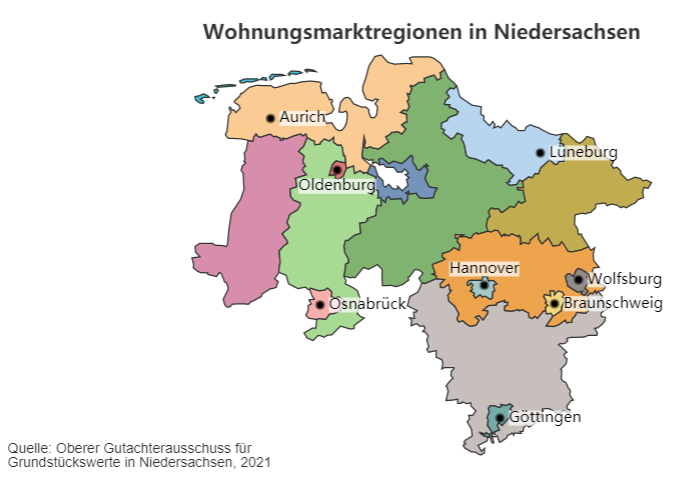 Wohnungsmarktregionen in Niedersachsen
Aurich
Lüneburg
Oldenburg
Hannover
Wolfsburg
Osnabrück
Braunschweig
Göttingen
Quelle: Oberer Gutachterausschuss für
Grundstückswerte in Niedersachsen, 2021